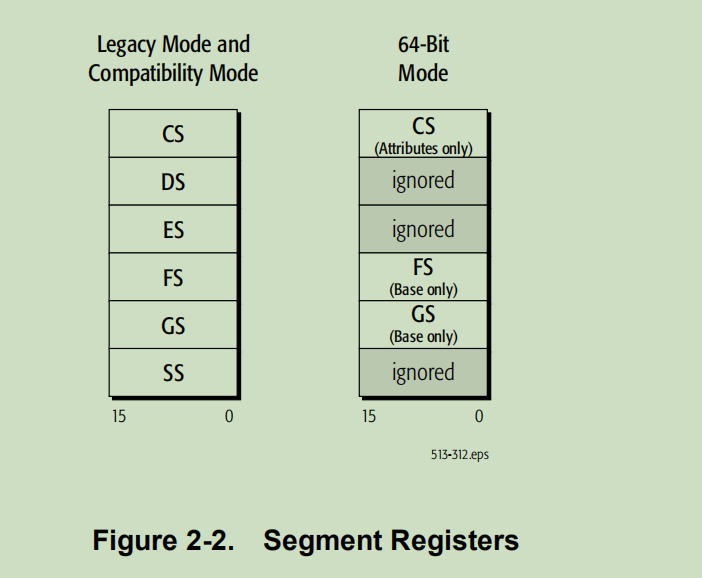 Legacy Mode and
Compatibility Mode
64-Bit
Mode
CS
DS
ES
FS
GS
SS
15 0
CS
(Attributes only)
ignored
ignored
FS
(Base only)
GS
(Base only)
ignored
15 0
513-312.eps
Figure 2-2. Segment Registers